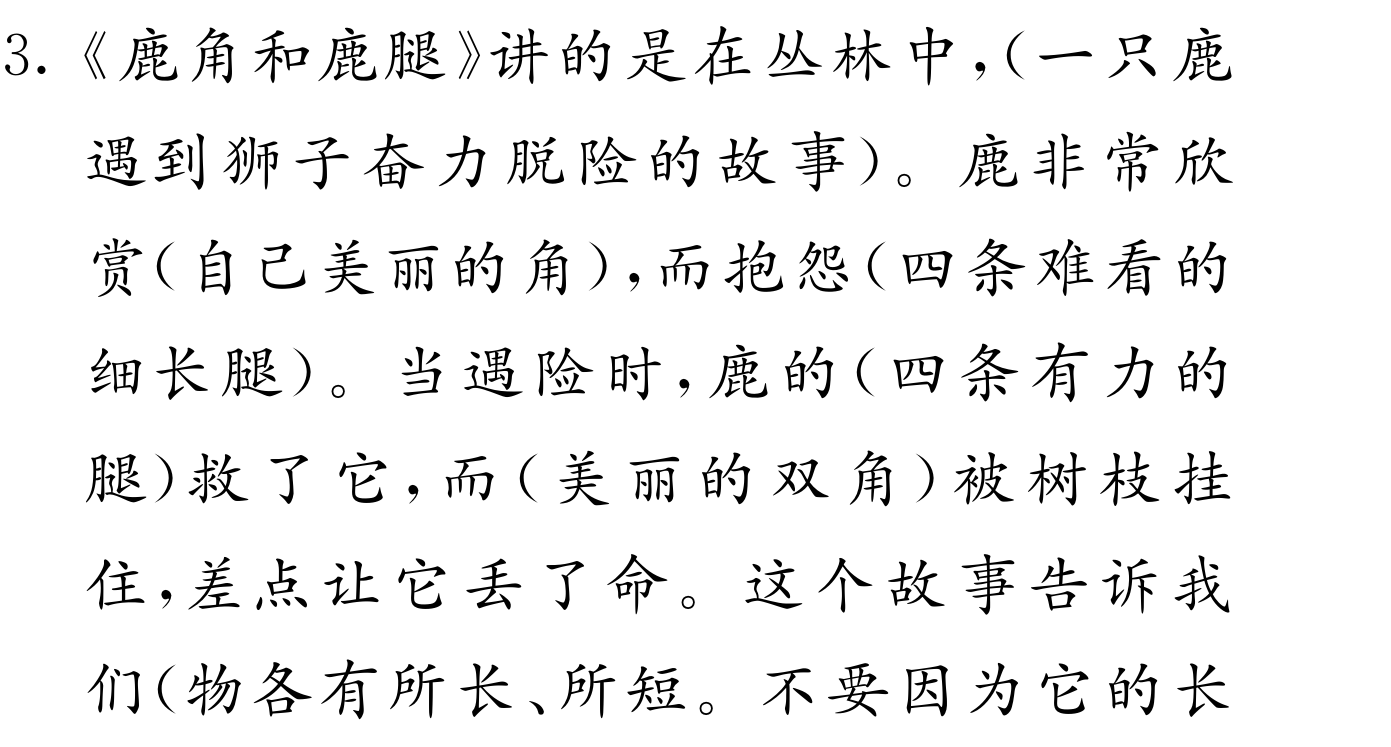 3.《鹿角和鹿腿》讲的是在丛林中,(一只鹿
遇到狮子奋力脱险的故事)。鹿非常欣
赏(自己美丽的角),而抱怨(四条难看的
细长腿)。当遇险时,鹿的(四条有力的
腿)救了它,而(美丽的双角)被树枝挂
住,差点让它丢了命。这个故事告诉我
们(物各有所长、所短。不要因为它的长